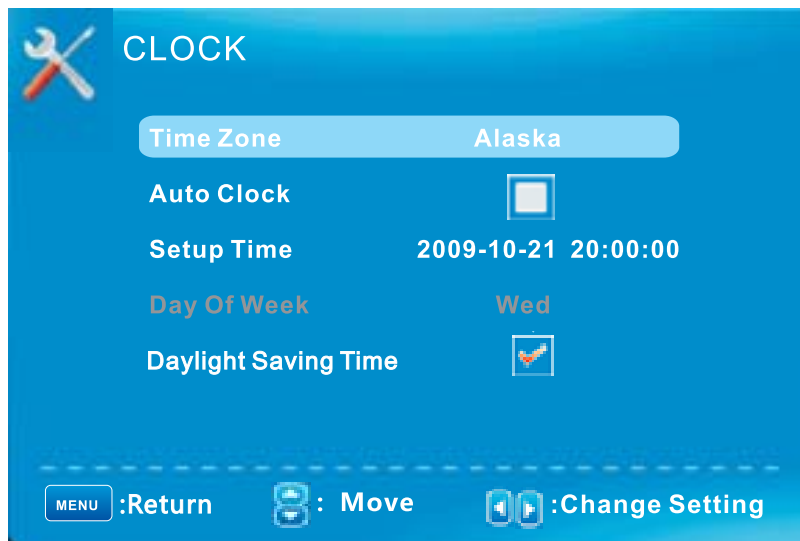 CLOCK
Time Zone Alaska
Auto Clock
Setup Time 2009-10-21 20:00:00
Day Of Week Wed
Daylight Saving Time
MENU :Return : Move :Change Setting